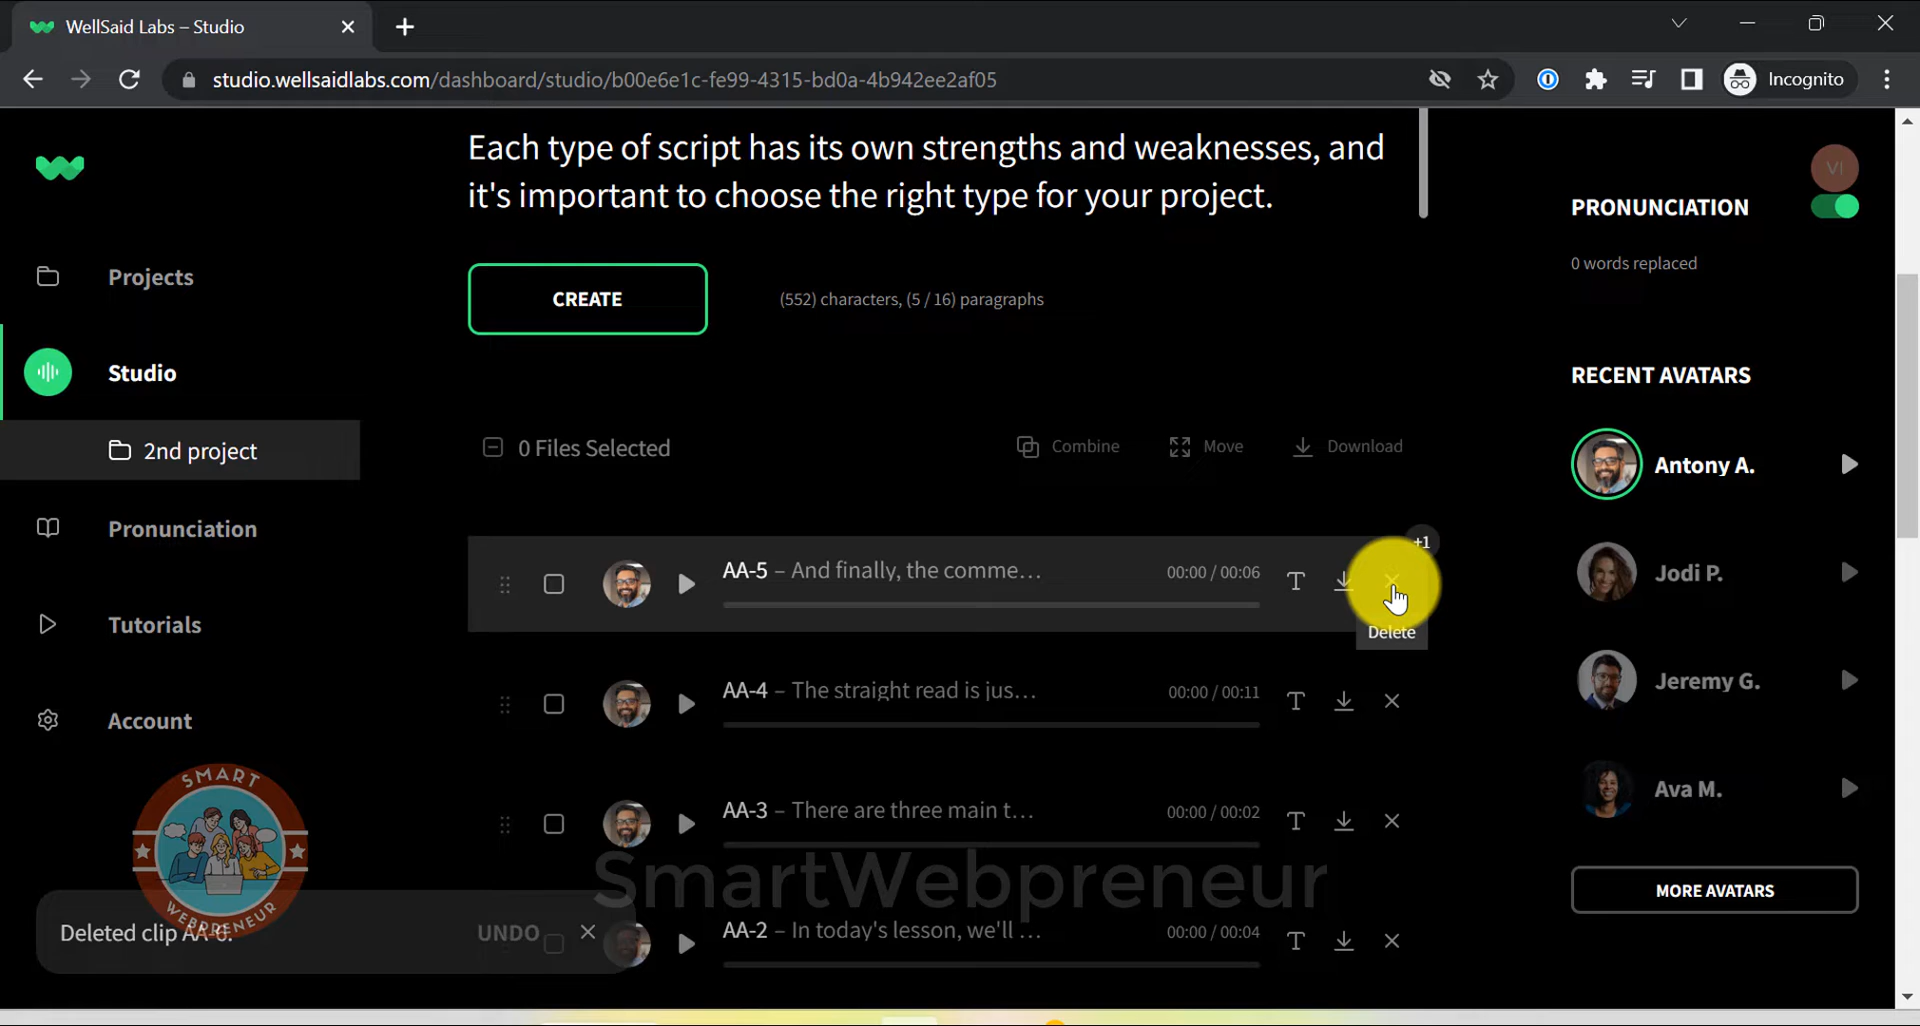 WellSaid Labs – Studio
studio.wellsaidlabs.com/dashboard/studio/b00e6e1c-fe99-4315-bd0a-4b942ee2af05
Incognito
Each type of script has its own strengths and weaknesses, and
it's important to choose the right type for your project.
VI
PRONUNCIATION
0 words replaced
Projects
CREATE
(552) characters, (5 / 16) paragraphs
Studio
RECENT AVATARS
2nd project
0 Files Selected
Combine
Move
Download
Antony A.
Pronunciation
+1
AA-5 – And finally, the comme...
00:00 / 00:06
T
Delete
Jodi P.
Tutorials
AA-4 – The straight read is jus...
00:00 / 00:11
T
Jeremy G.
Account
AA-3 – There are three main t...
00:00 / 00:02
T
Ava M.
SMART
WEBPRENEUR
SmartWebpreneur
MORE AVATARS
Deleted clip AA-6.
UNDO
AA-2 – In today's lesson, we'll ...
00:00 / 00:04
T